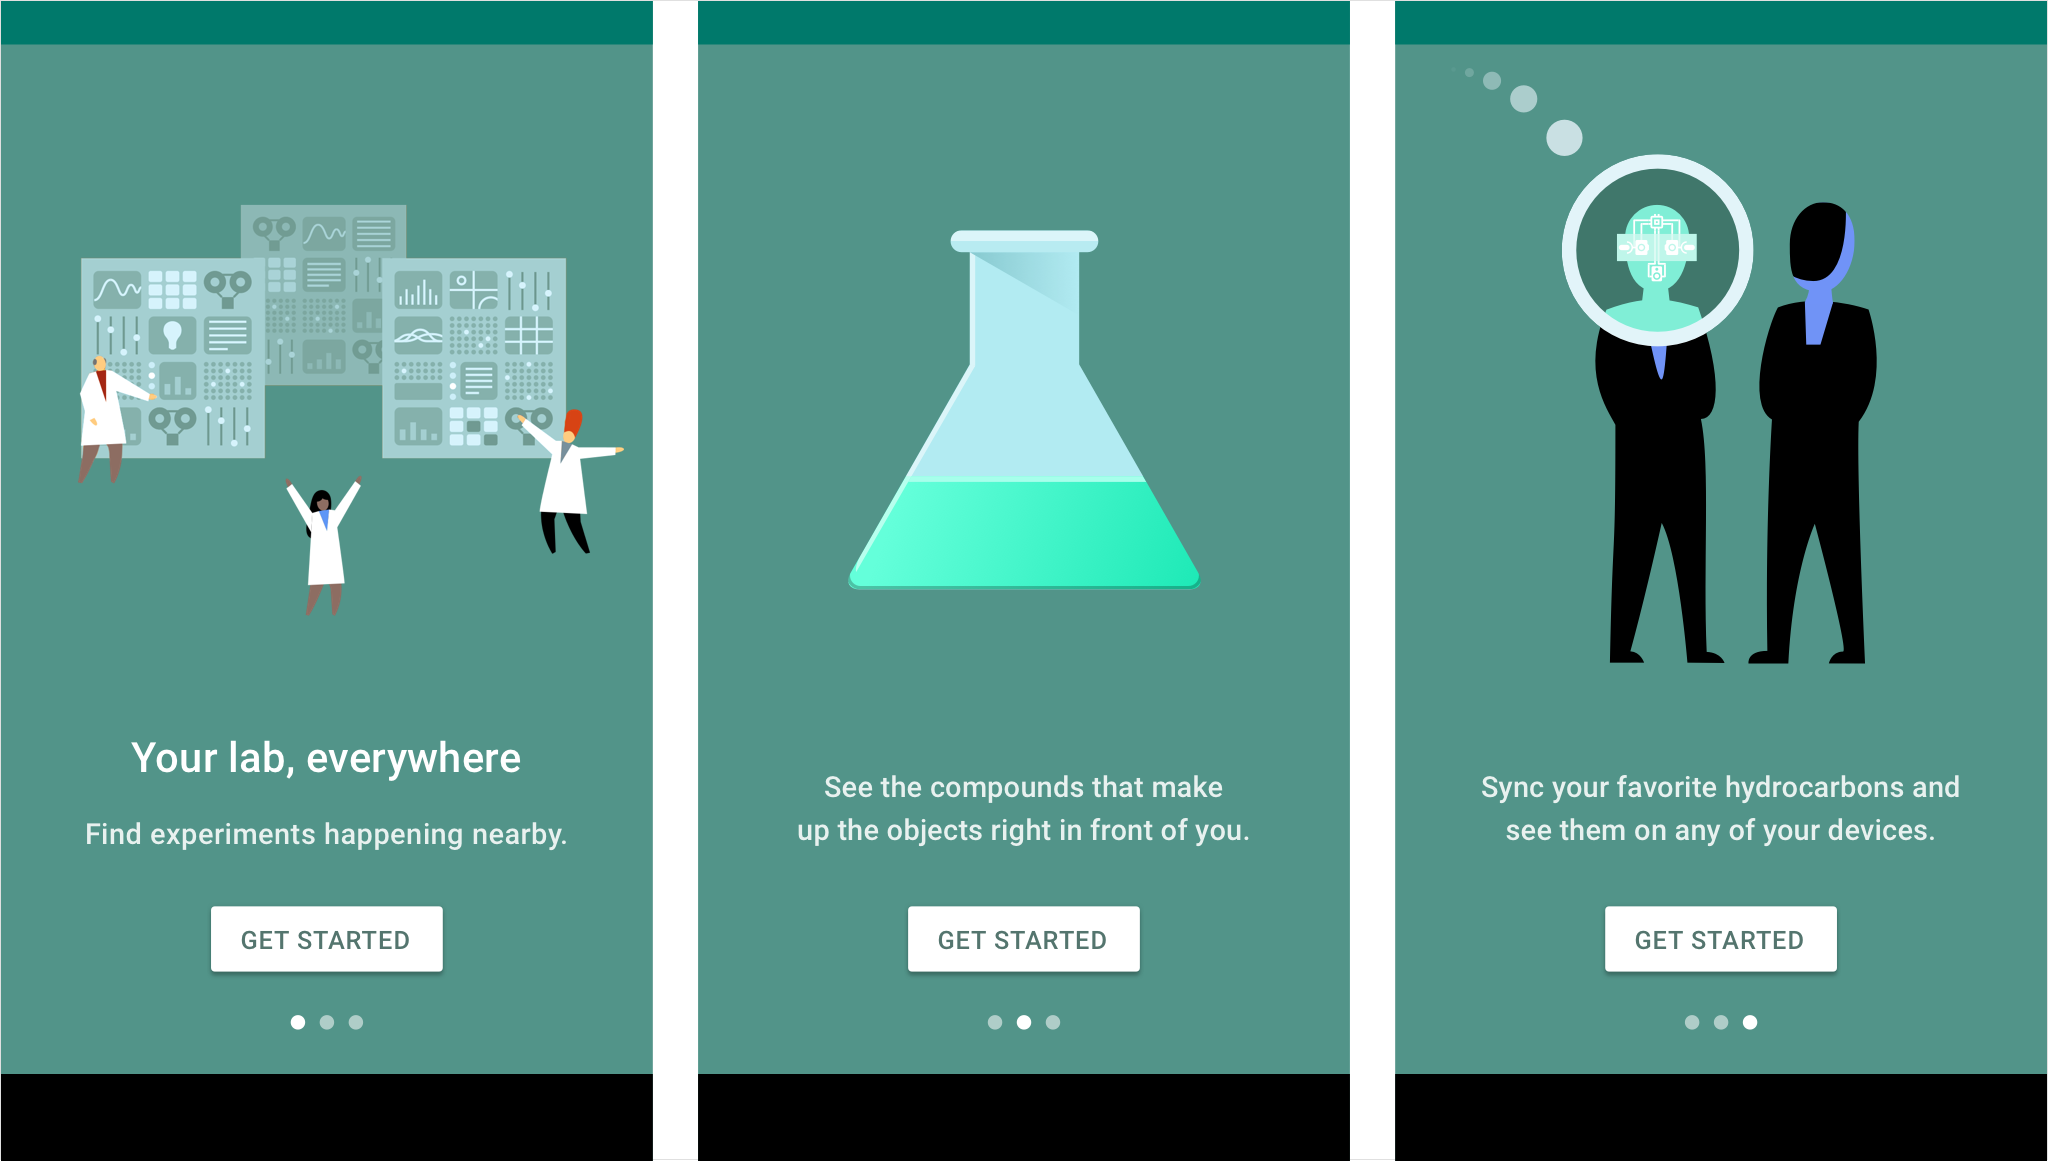 Your lab, everywhere
Find experiments happening nearby.
GET STARTED
See the compounds that make
up the objects right in front of you.
GET STARTED
Sync your favorite hydrocarbons and
see them on any of your devices.
GET STARTED